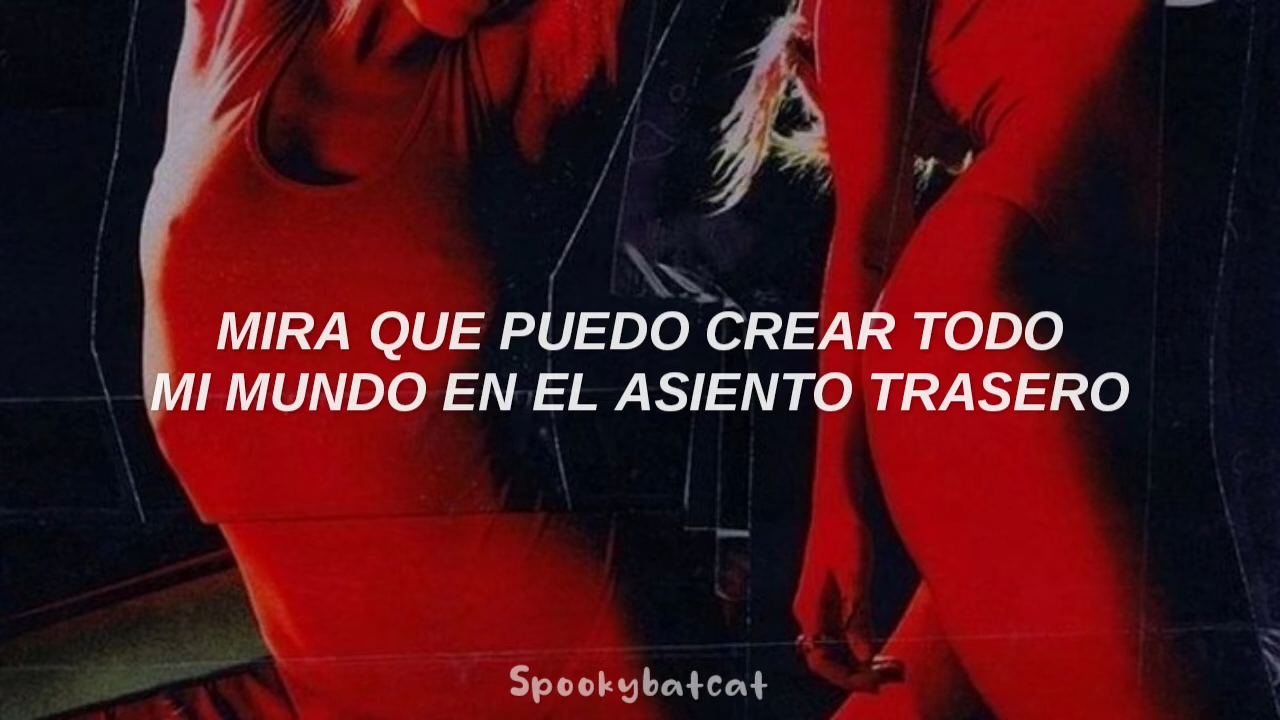 MIRA QUE PUEDO CREAR TODO
MI MUNDO EN EL ASIENTO TRASERO
Spookybatcat